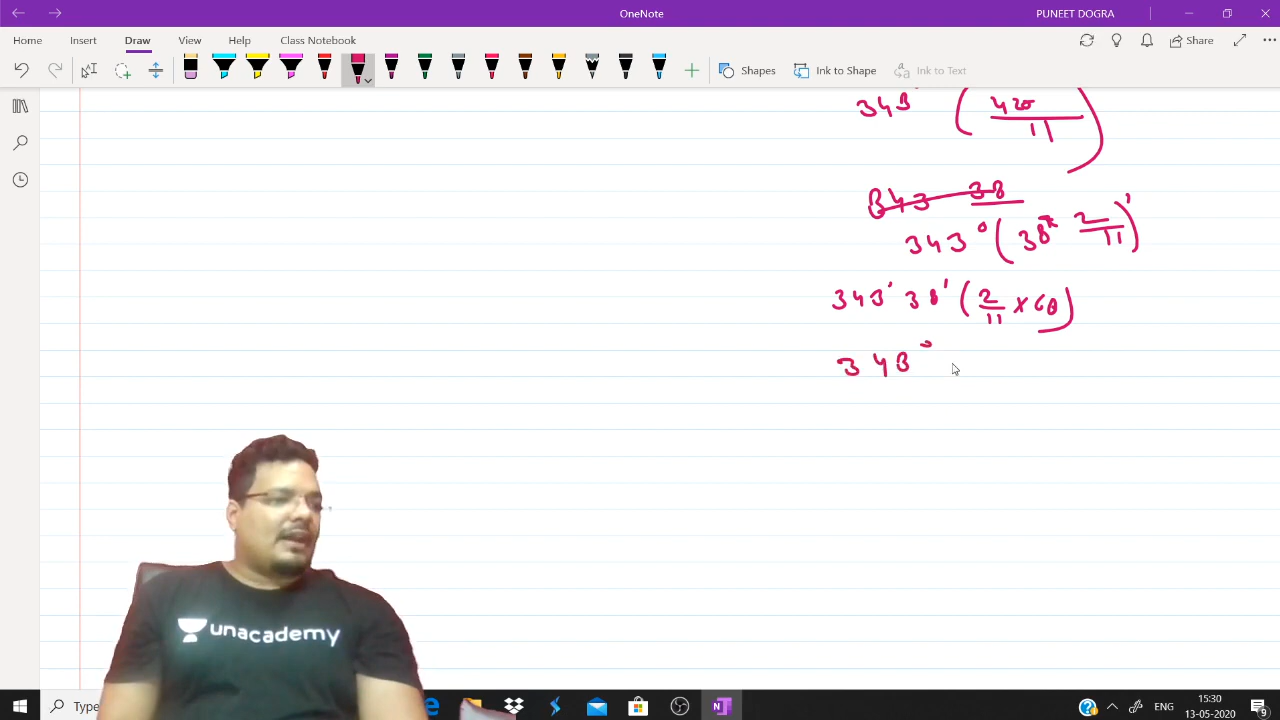 OneNote
PUNEET DOGRA
Home Insert Draw View Help Class Notebook
Share
Shapes Ink to Shape Ink to Text
343° (420/11)
343 38
343° (38 2/11)'
343° 38' (2/11 × 60)
343°
unacademy
Type
ENG
15:30
13-05-2020
9